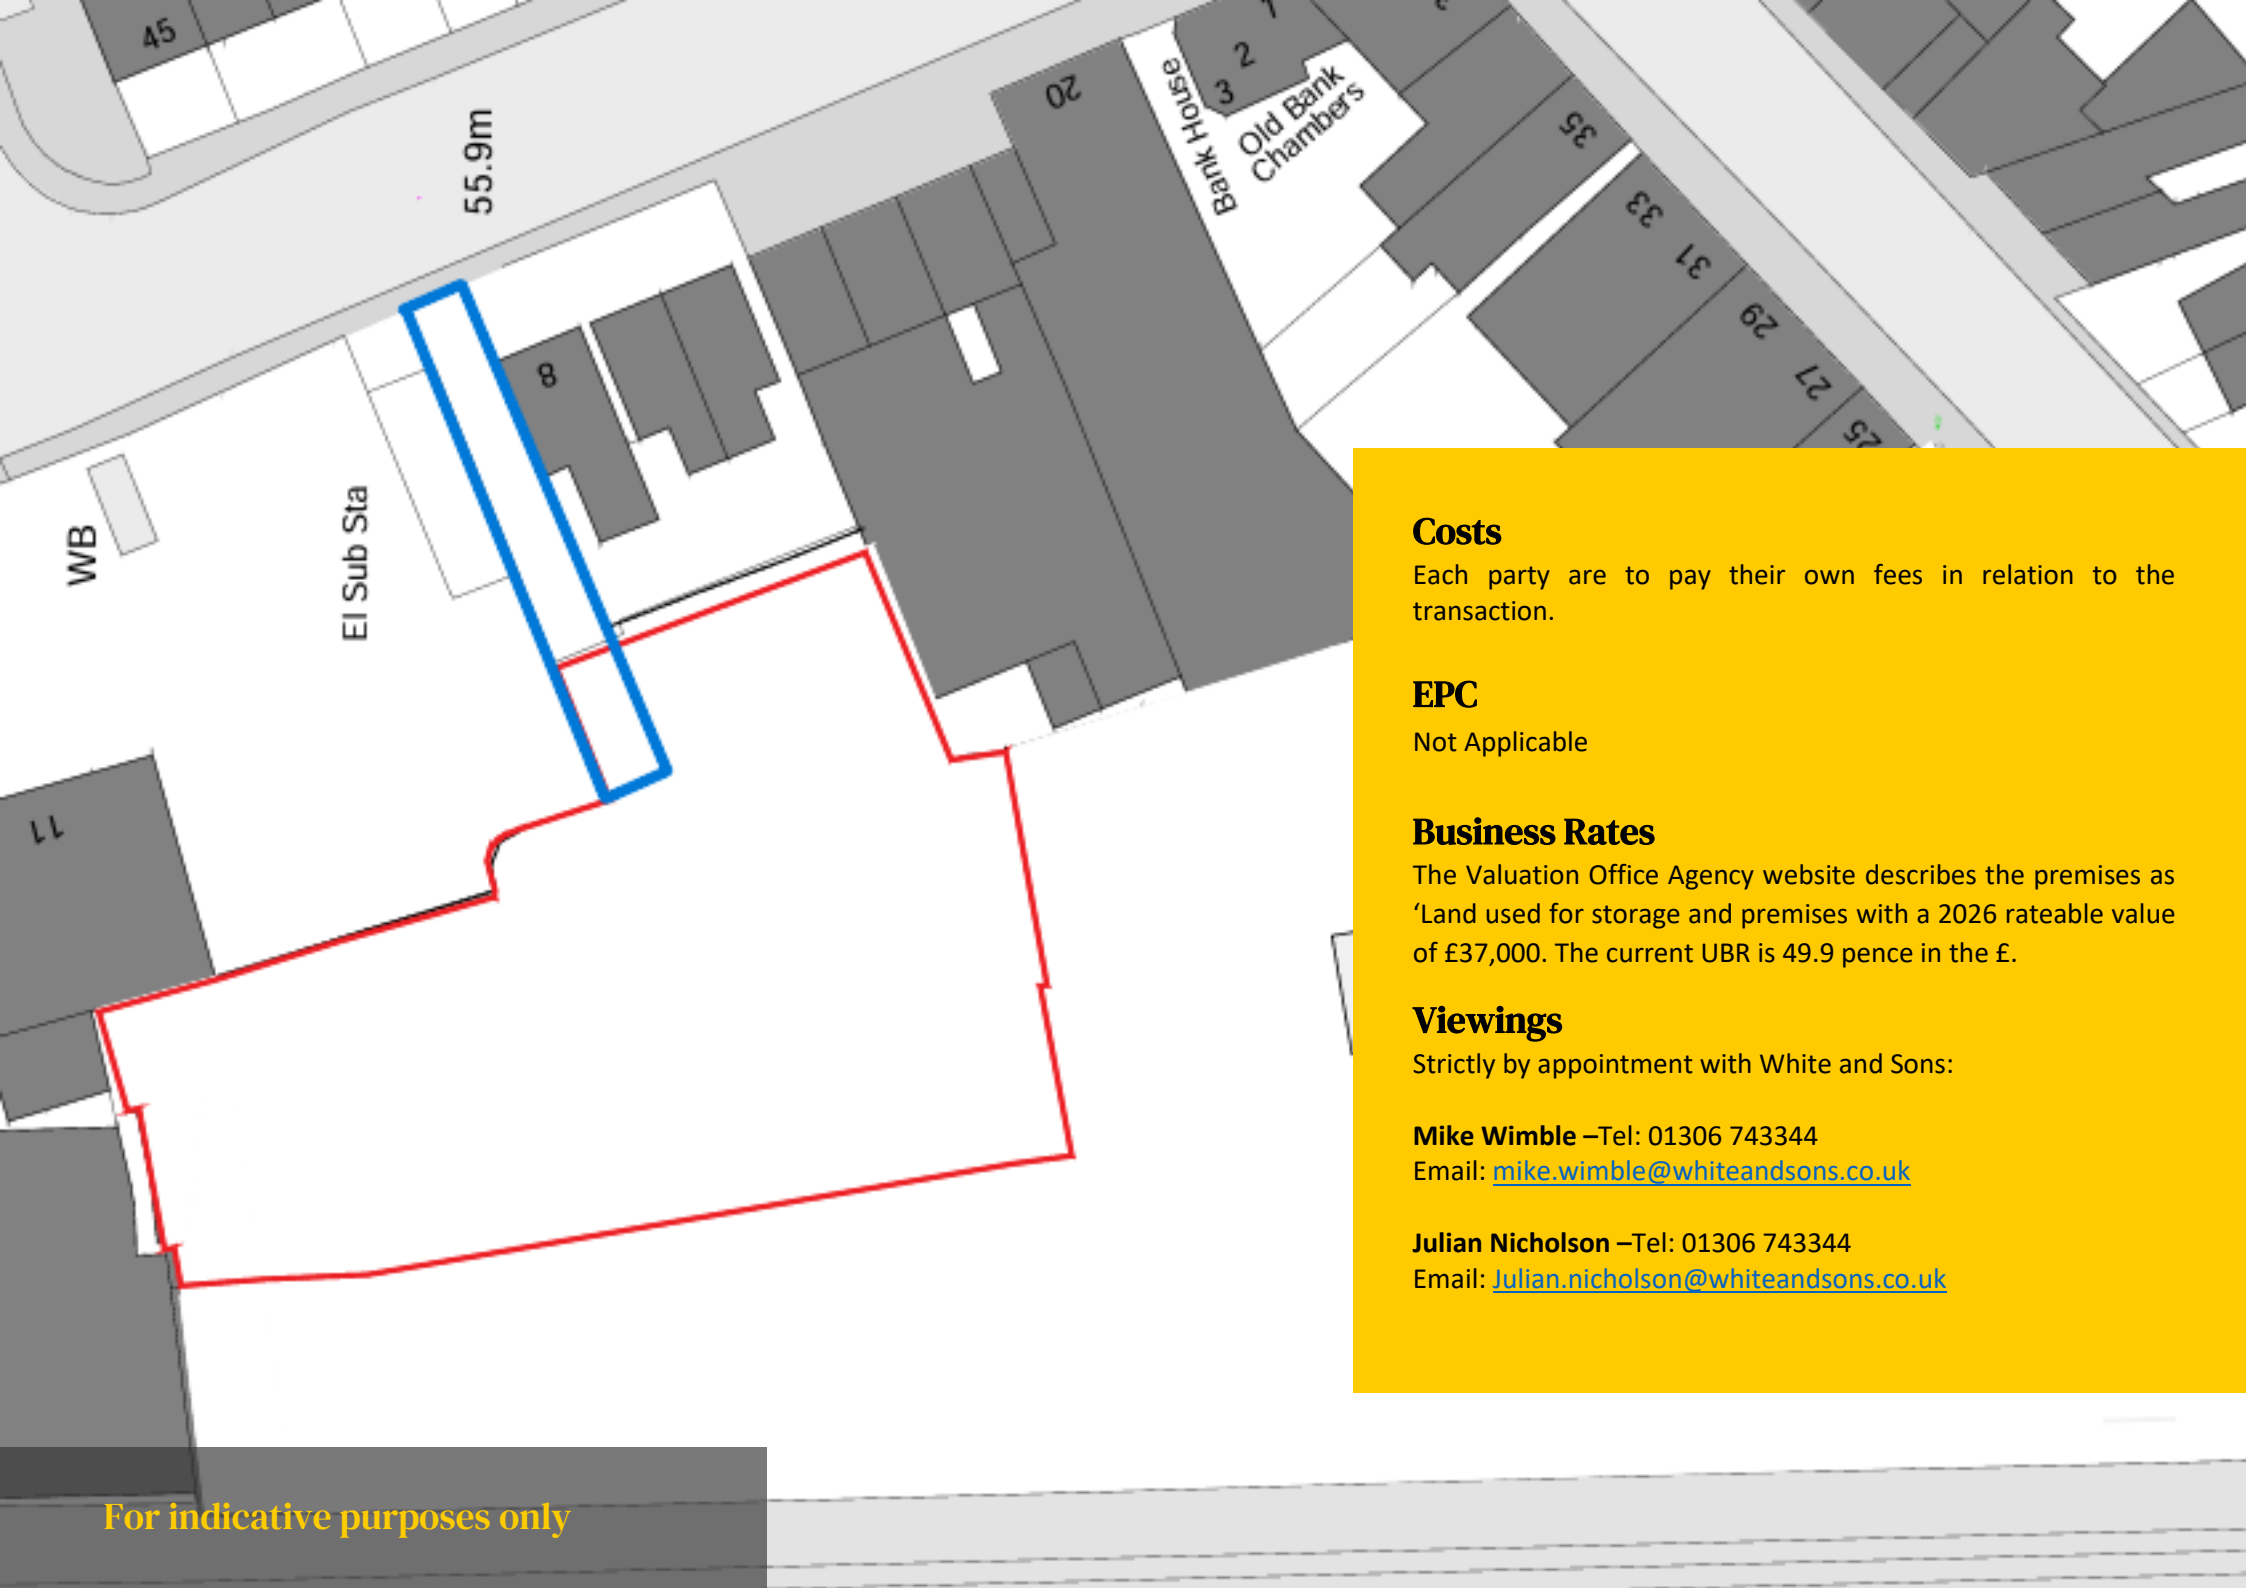 45
55.9m
20
Bank House
1
2
3
Old Bank
Chambers
35
33
31
29
27
25
8
WB
El Sub Sta
11
Costs
Each party are to pay their own fees in relation to the
transaction.
EPC
Not Applicable
Business Rates
The Valuation Office Agency website describes the premises as
‘Land used for storage and premises with a 2026 rateable value
of £37,000. The current UBR is 49.9 pence in the £.
Viewings
Strictly by appointment with White and Sons:
Mike Wimble –Tel: 01306 743344
Email: mike.wimble@whiteandsons.co.uk
Julian Nicholson –Tel: 01306 743344
Email: Julian.nicholson@whiteandsons.co.uk
For indicative purposes only